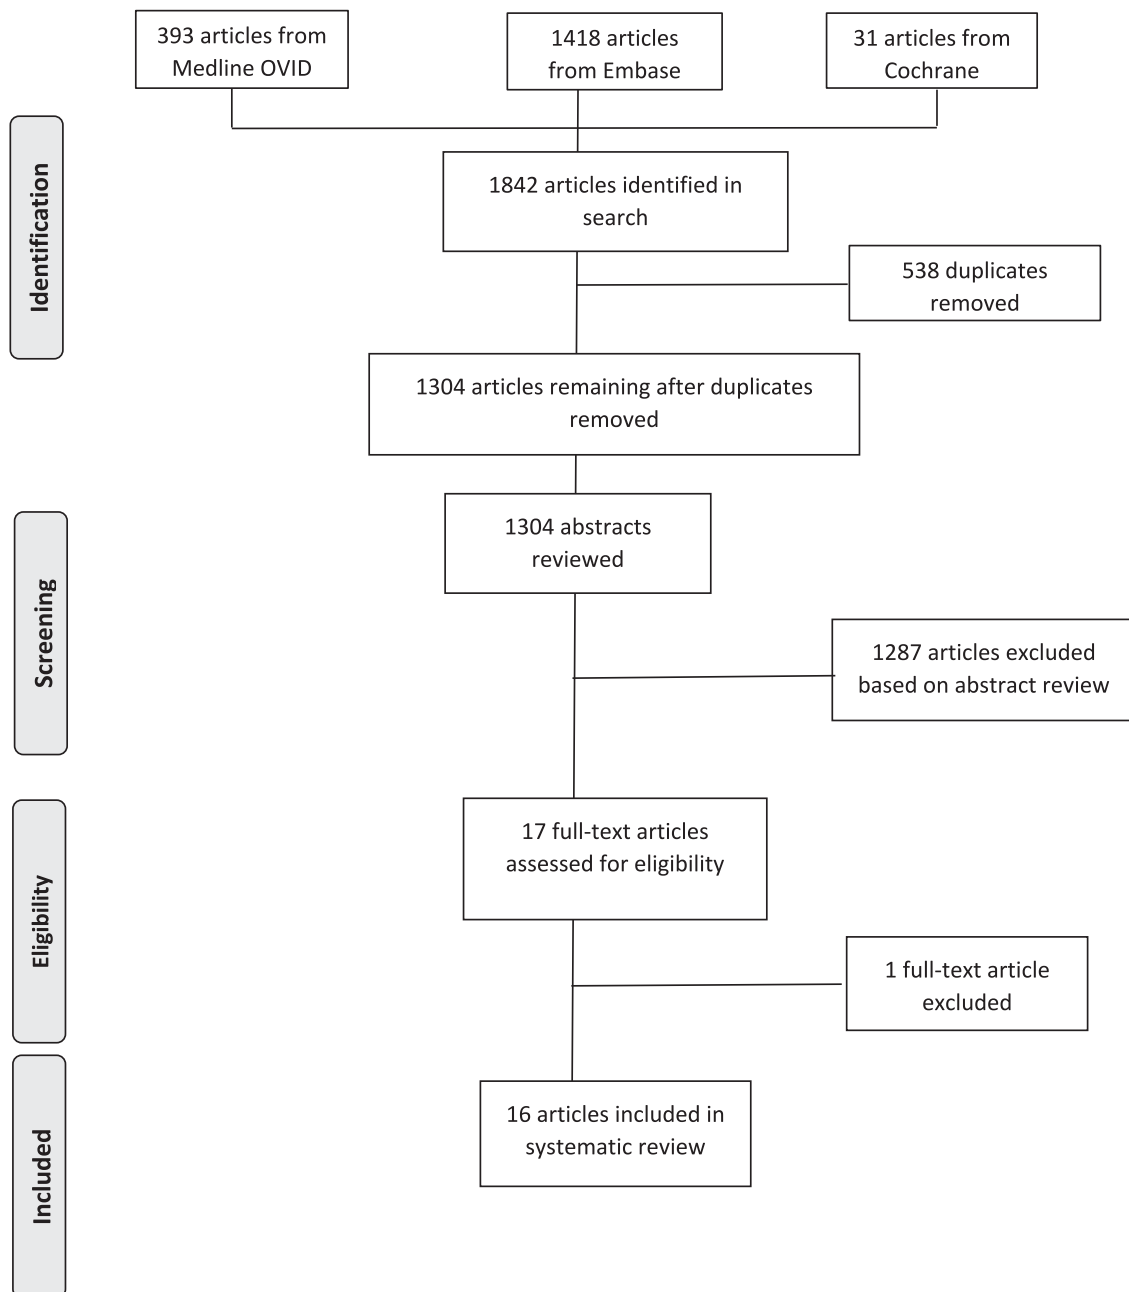 393 articles from
Medline OVID
1418 articles
from Embase
31 articles from
Cochrane
Identification
1842 articles identified in
search
538 duplicates
removed
1304 articles remaining after duplicates
removed
Screening
1304 abstracts
reviewed
1287 articles excluded
based on abstract review
Eligibility
17 full-text articles
assessed for eligibility
1 full-text article
excluded
Included
16 articles included in
systematic review